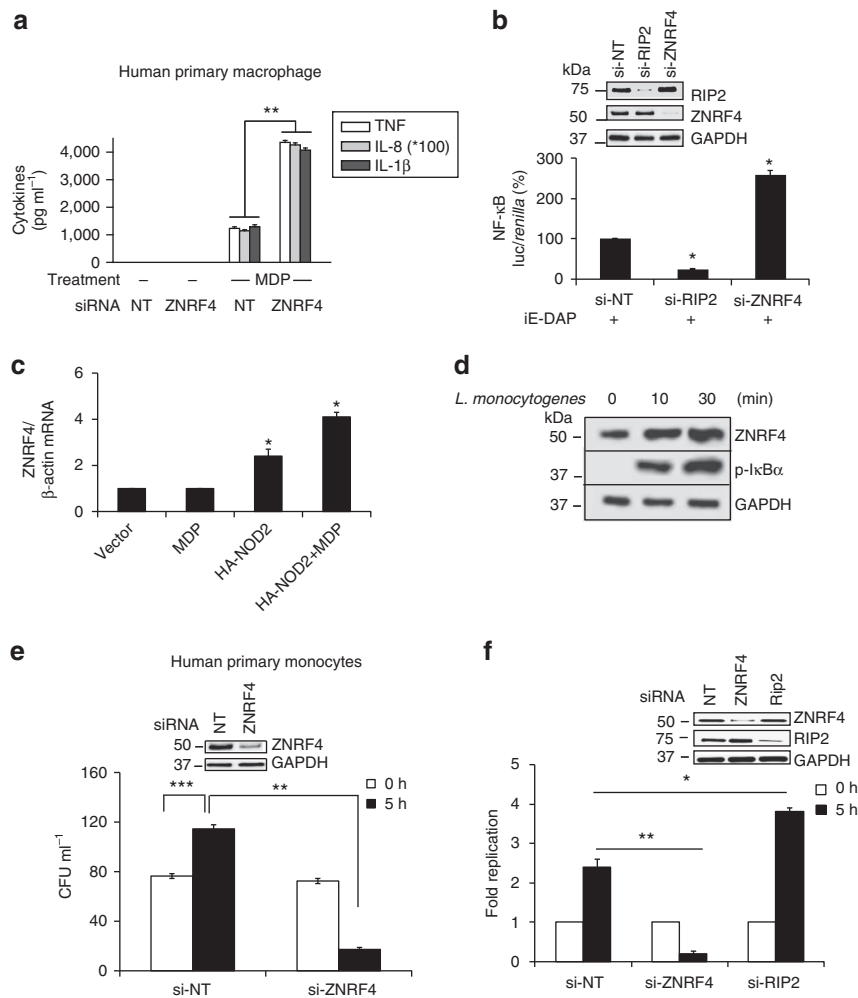 a
Human primary macrophage
**
TNF
IL-8 (*100)
IL-1β
Cytokines
(pg ml⁻¹)
4,000
3,000
2,000
1,000
0
Treatment – – — MDP —
siRNA NT ZNRF4 NT ZNRF4
b
si-NT
si-RIP2
si-ZNRF4
kDa
75
RIP2
50
ZNRF4
37
GAPDH
NF-κB
luc/renilla (%)
300
200
100
0
*
*
si-NT si-RIP2 si-ZNRF4
iE-DAP + + +
c
ZNRF4/
β-actin mRNA
6
4
2
0
*
*
Vector
MDP
HA-NOD2
HA-NOD2+MDP
d
L. monocytogenes 0 10 30 (min)
kDa
50
ZNRF4
37
p-IκBα
37
GAPDH
e
Human primary monocytes
siRNA
NT
ZNRF4
50
ZNRF4
37
GAPDH
CFU ml⁻¹
160
120
80
40
0
***
**
0 h
5 h
si-NT si-ZNRF4
f
siRNA
NT
ZNRF4
Rip2
50
ZNRF4
75
RIP2
37
GAPDH
Fold replication
5
4
3
2
1
0
*
**
0 h
5 h
si-NT si-ZNRF4 si-RIP2